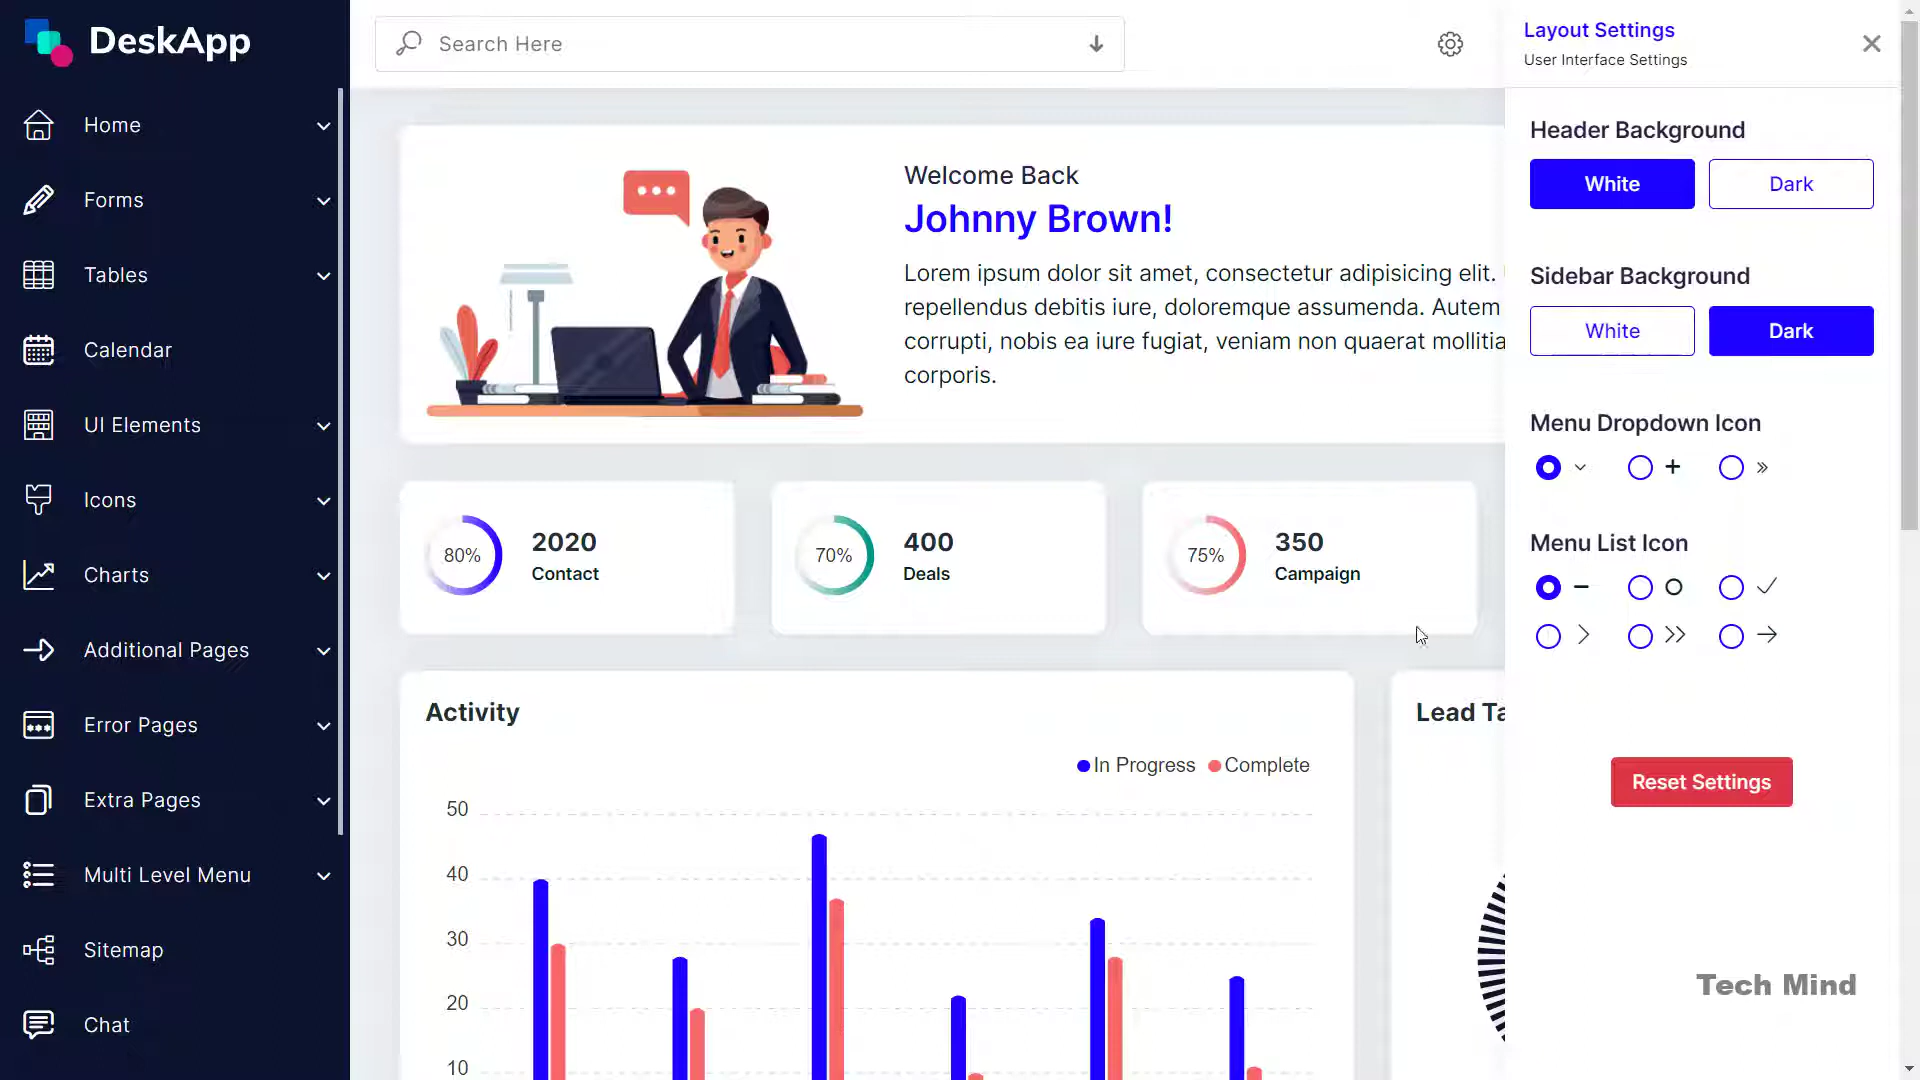 DeskApp
Home
Forms
Tables
Calendar
UI Elements
Icons
Charts
Additional Pages
Error Pages
Extra Pages
Multi Level Menu
Sitemap
Chat
Search Here
Welcome Back
Johnny Brown!
Lorem ipsum dolor sit amet, consectetur adipisicing elit.
repellendus debitis iure, doloremque assumenda. Autem
corrupti, nobis ea iure fugiat, veniam non quaerat mollitia
corporis.
80%
2020
Contact
70%
400
Deals
75%
350
Campaign
Activity
In Progress
Complete
50
40
30
20
10
Lead Ta
Layout Settings
User Interface Settings
Header Background
White
Dark
Sidebar Background
White
Dark
Menu Dropdown Icon
Menu List Icon
Reset Settings
Tech Mind